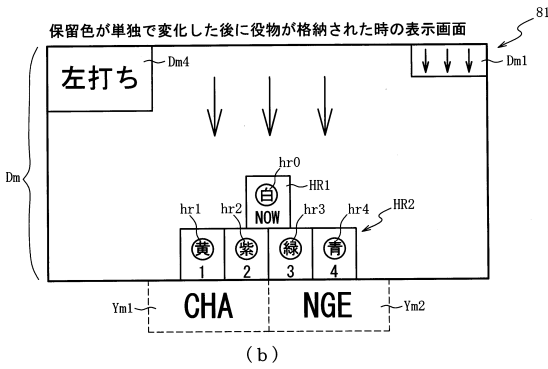 保留色が単独で変化した後に役物が格納された時の表示画面
81
左打ち
Dm4
Dm1
Dm
hr0
白
NOW
HR1
hr1
hr2
hr3
hr4
HR2
黄 紫 緑 青
1 2 3 4
Ym1
CHA NGE
Ym2
(b)